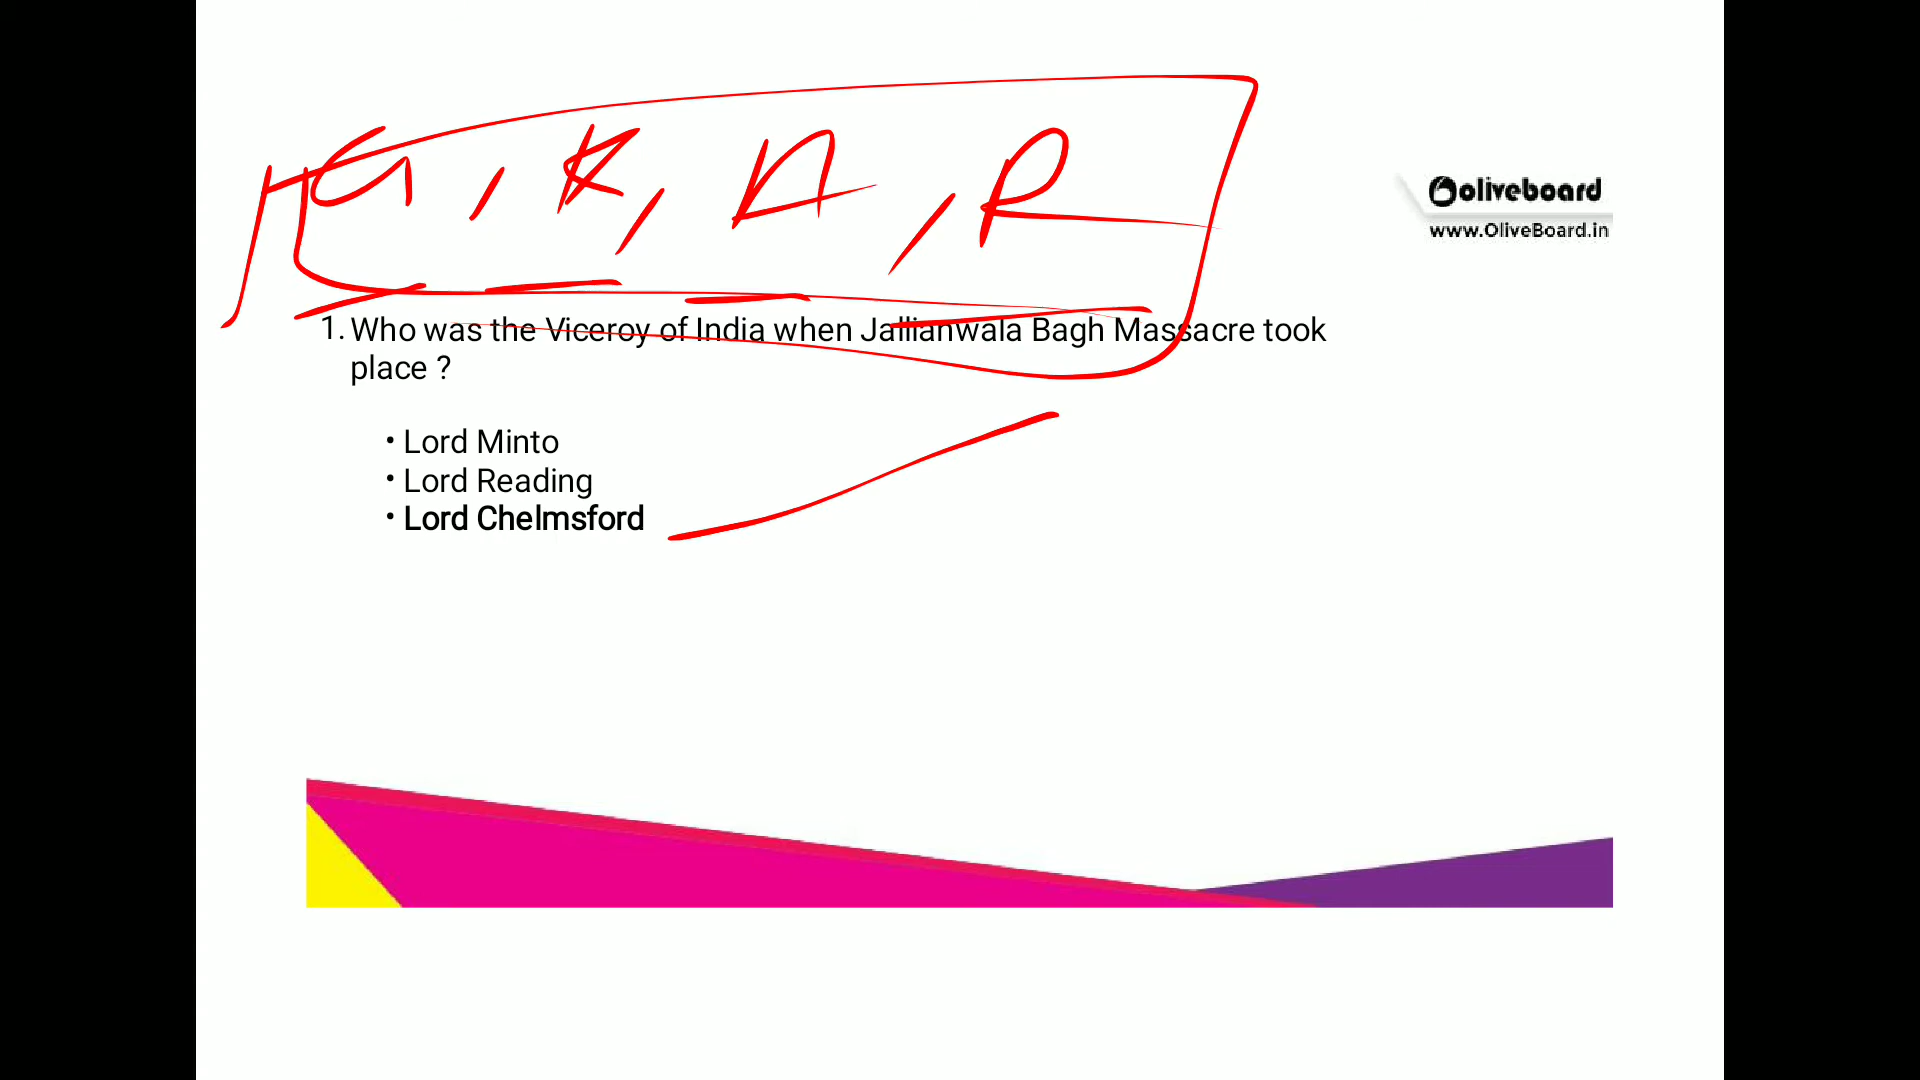 G, K, A, R
oliveboard
www.OliveBoard.in
1. Who was the Viceroy of India when Jallianwala Bagh Massacre took
place ?
• Lord Minto
• Lord Reading
• Lord Chelmsford